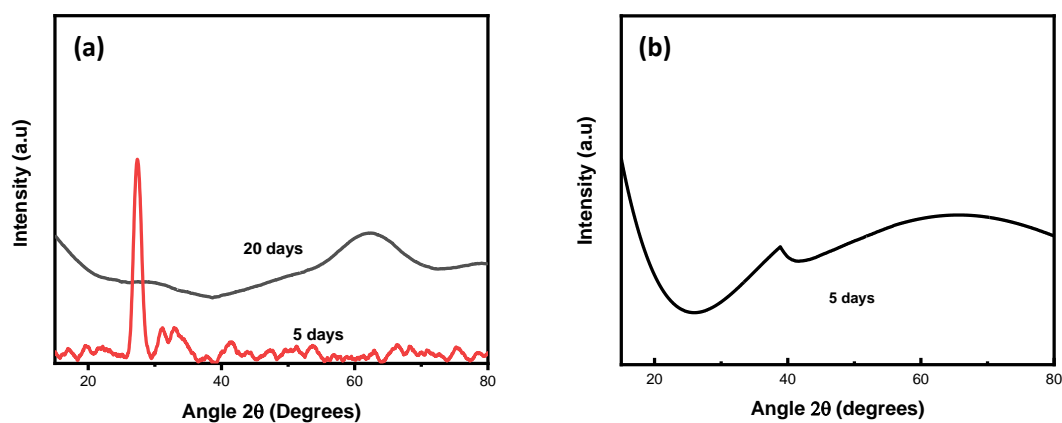 (a)
Intensity (a.u)
20 days
5 days
20
40
60
80
Angle 2θ (Degrees)
(b)
Intensity (a.u)
5 days
20
40
60
80
Angle 2θ (degrees)